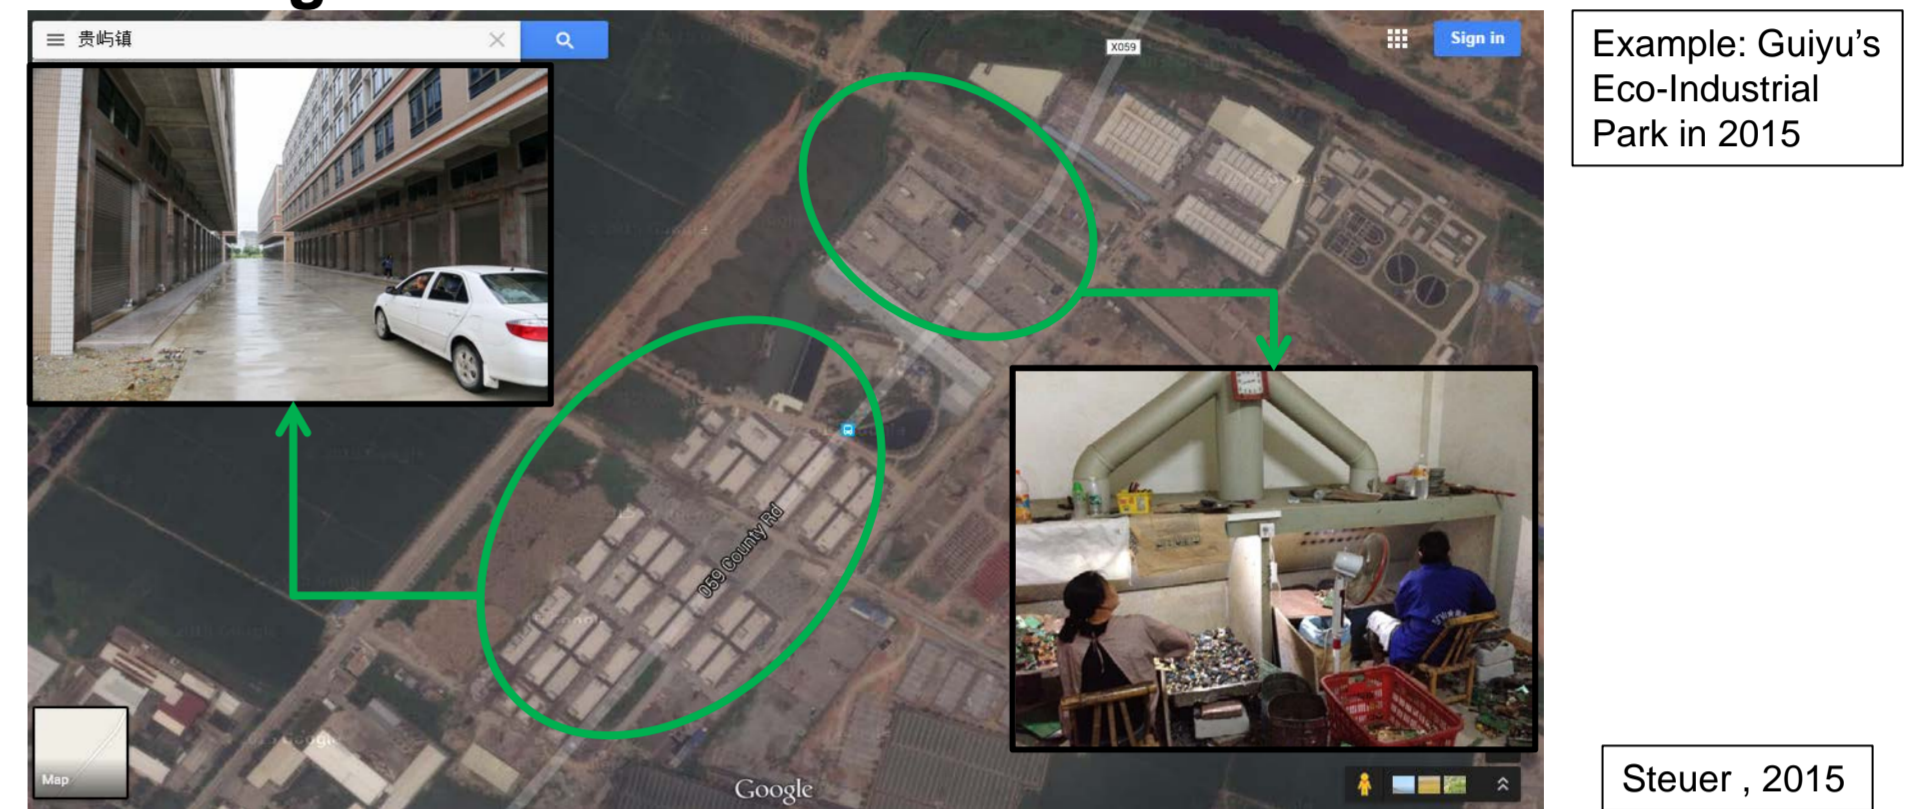 贵屿镇
X059
Sign in
Example: Guiyu's
Eco-Industrial
Park in 2015
059 County Rd
Map
Google
Steuer , 2015